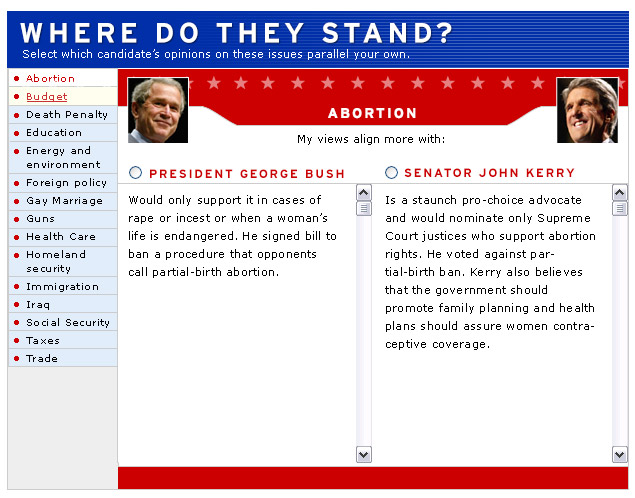 WHERE DO THEY STAND?
Select which candidate's opinions on these issues parallel your own.
Abortion
Budget
Death Penalty
Education
Energy and
environment
Foreign policy
Gay Marriage
Guns
Health Care
Homeland
security
Immigration
Iraq
Social Security
Taxes
Trade
ABORTION
My views align more with:
PRESIDENT GEORGE BUSH
Would only support it in cases of
rape or incest or when a woman's
life is endangered. He signed bill to
ban a procedure that opponents
call partial-birth abortion.
SENATOR JOHN KERRY
Is a staunch pro-choice advocate
and would nominate only Supreme
Court justices who support abortion
rights. He voted against par-
tial-birth ban. Kerry also believes
that the government should
promote family planning and health
plans should assure women contra-
ceptive coverage.